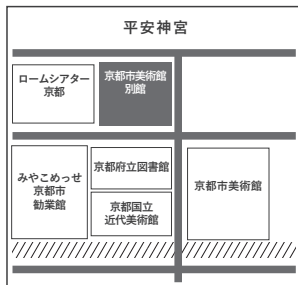 平安神宮
ロームシアター
京都
京都市美術館
別館
みやこめっせ
京都市
勧業館
京都府立図書館
京都国立
近代美術館
京都市美術館